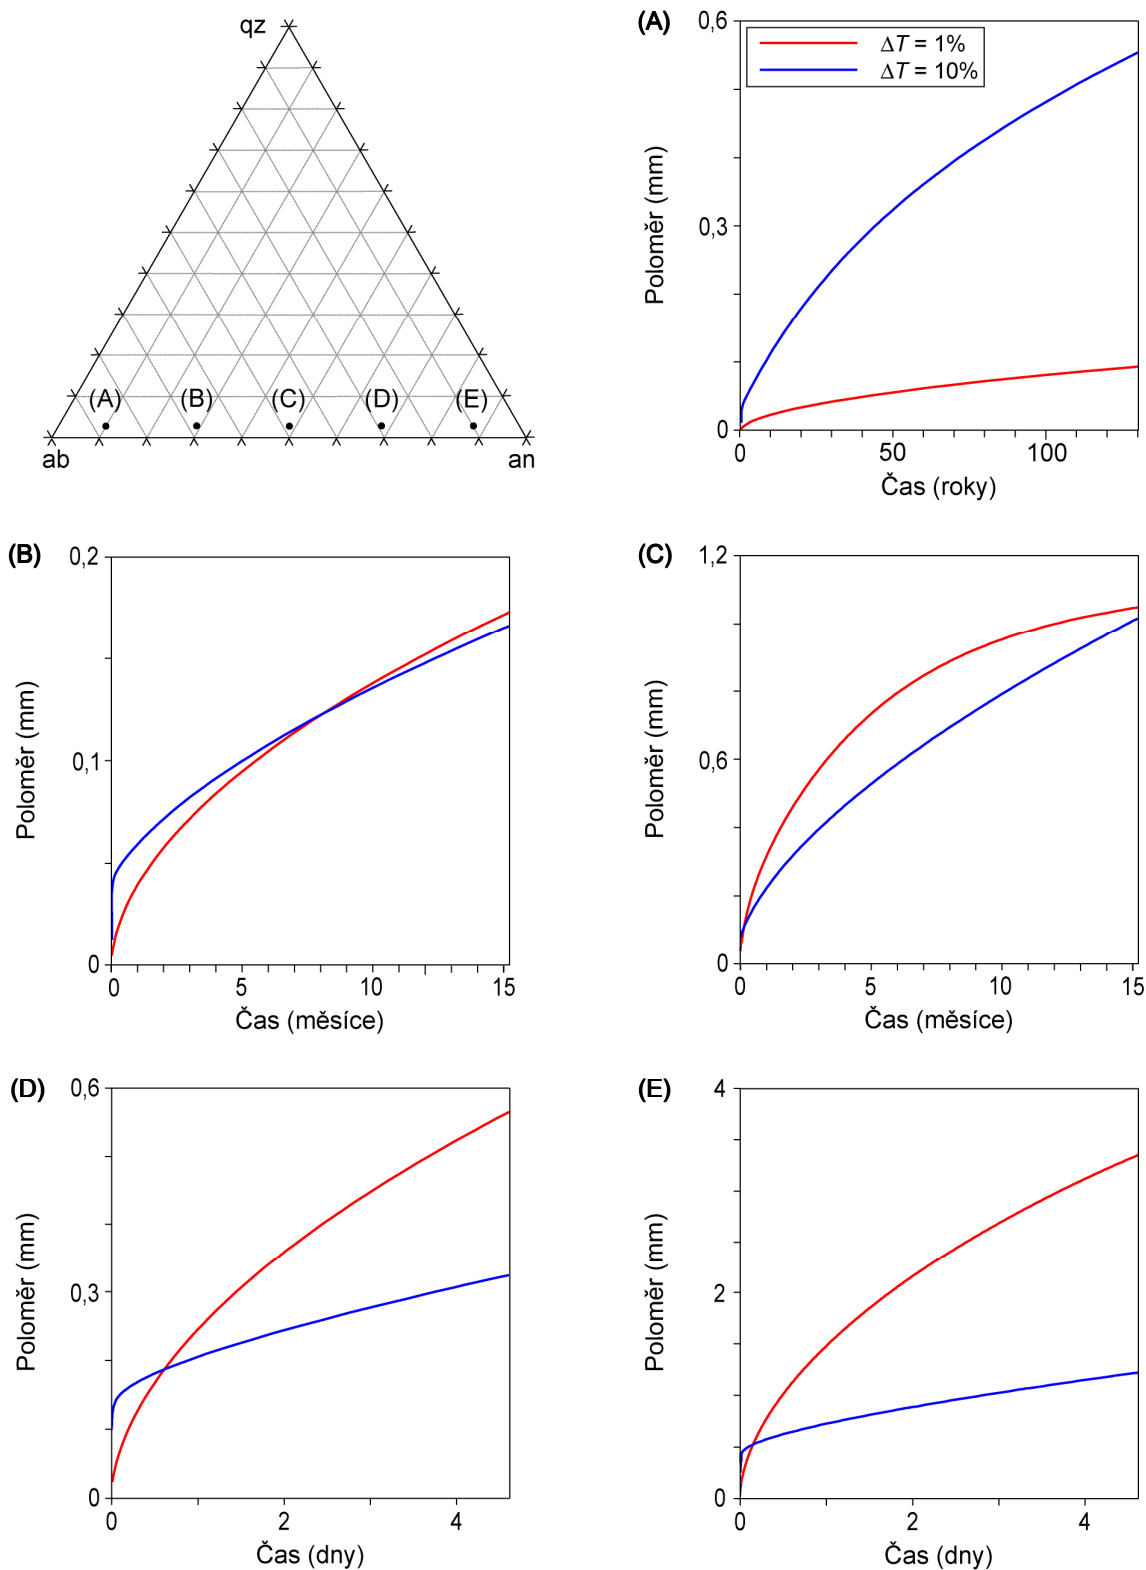 qz
(A)
(B)
(C)
(D)
(E)
ab
an
(A)
0,6
ΔT = 1%
ΔT = 10%
0,3
0
Poloměr (mm)
0
50
100
Čas (roky)
(B)
0,2
0,1
0
Poloměr (mm)
0
5
10
15
Čas (měsíce)
(C)
1,2
0,6
0
Poloměr (mm)
0
5
10
15
Čas (měsíce)
(D)
0,6
0,3
0
Poloměr (mm)
0
2
4
Čas (dny)
(E)
4
2
0
Poloměr (mm)
0
2
4
Čas (dny)